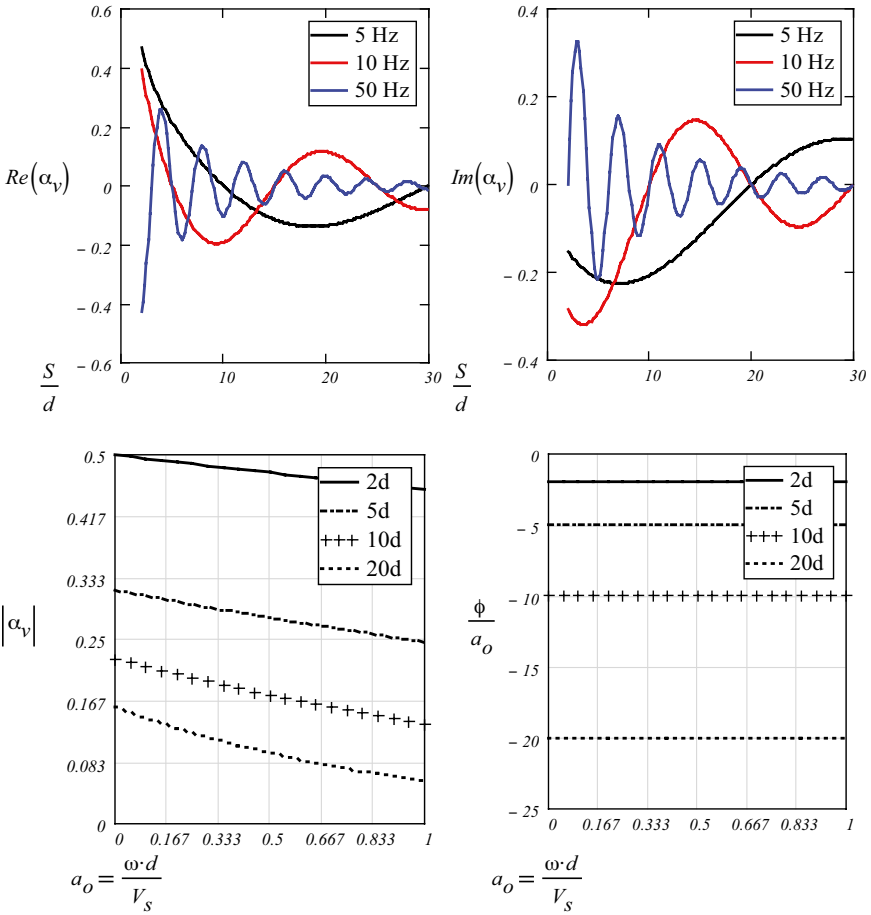 0.6
0.4
0.2
0
− 0.2
− 0.4
− 0.6
Re(αv)
5 Hz
10 Hz
50 Hz
0 10 20 30
S/d
0.4
0.2
0
− 0.2
− 0.4
Im(αv)
5 Hz
10 Hz
50 Hz
0 10 20 30
S/d
0.5
0.417
0.333
0.25
0.167
0.083
0
|αv|
2d
5d
+++ 10d
20d
0 0.167 0.333 0.5 0.667 0.833 1
ao = ω·d/Vs
0
− 5
− 10
− 15
− 20
− 25
ϕ/ao
2d
5d
+++ 10d
20d
0 0.167 0.333 0.5 0.667 0.833 1
ao = ω·d/Vs